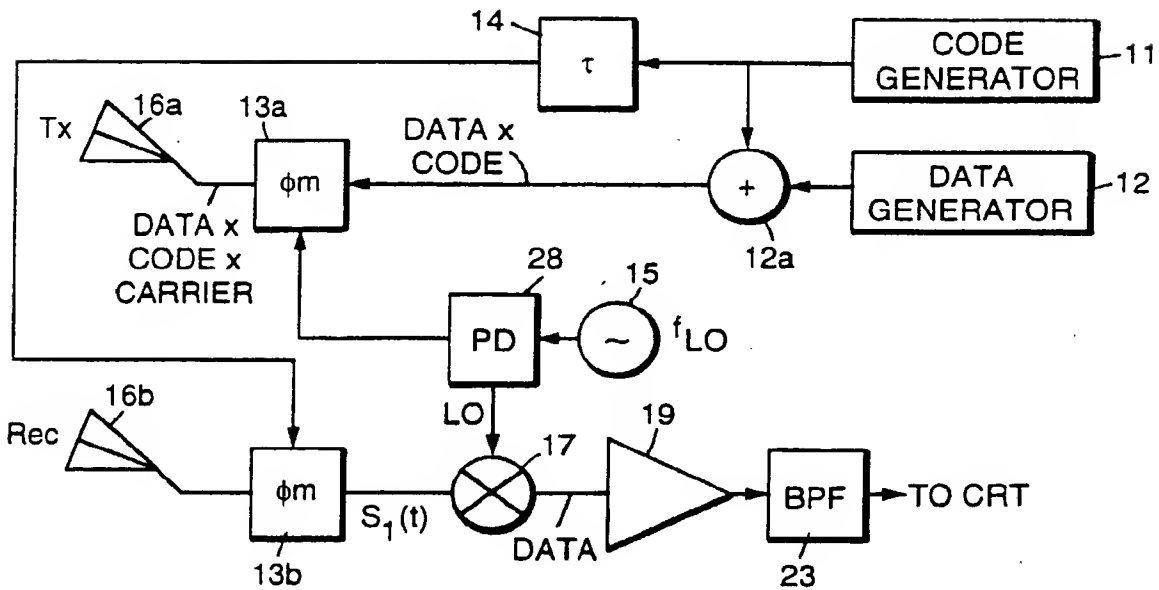 14
τ
CODE
GENERATOR
11
Tx
16a
13a
φm
DATA x
CODE
+
12a
DATA
GENERATOR
12
DATA x
CODE x
CARRIER
28
PD
15
~
fLO
LO
Rec
16b
φm
13b
S1(t)
17
DATA
19
BPF
23
TO CRT